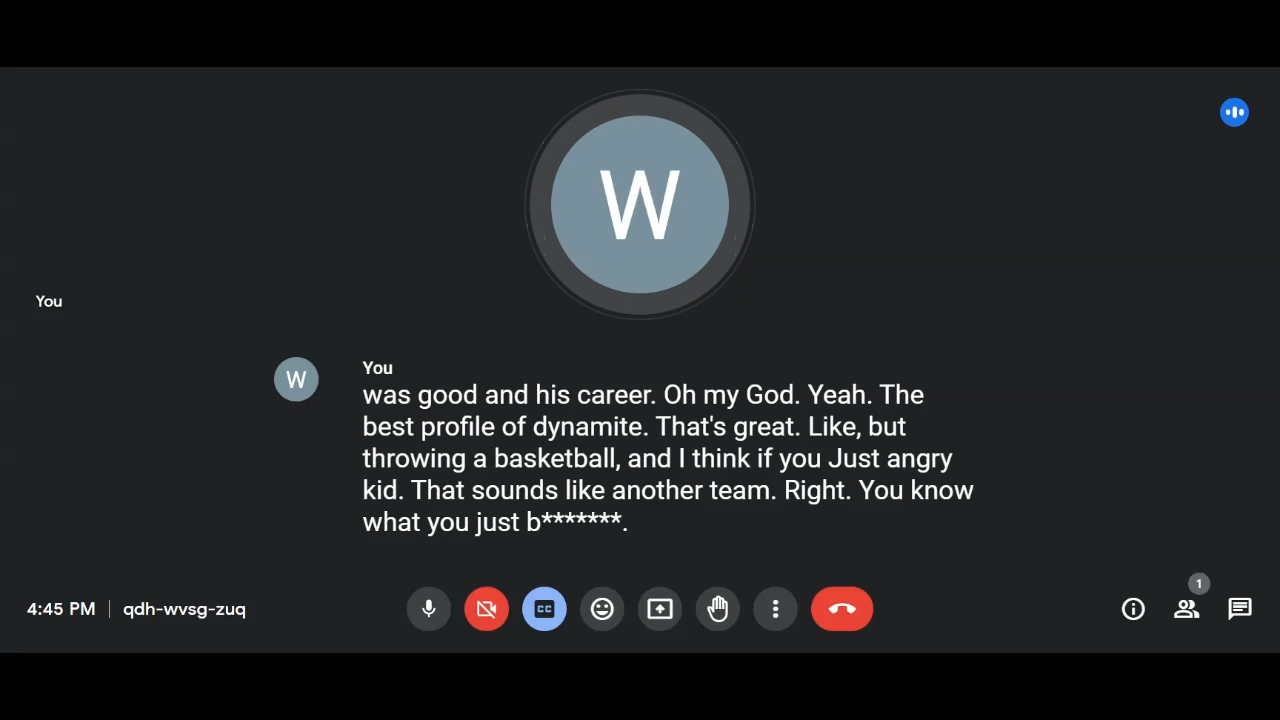 W
You
W
You
was good and his career. Oh my God. Yeah. The
best profile of dynamite. That's great. Like, but
throwing a basketball, and I think if you Just angry
kid. That sounds like another team. Right. You know
what you just b*******.
1
4:45 PM | qdh-wvsg-zuq
CC